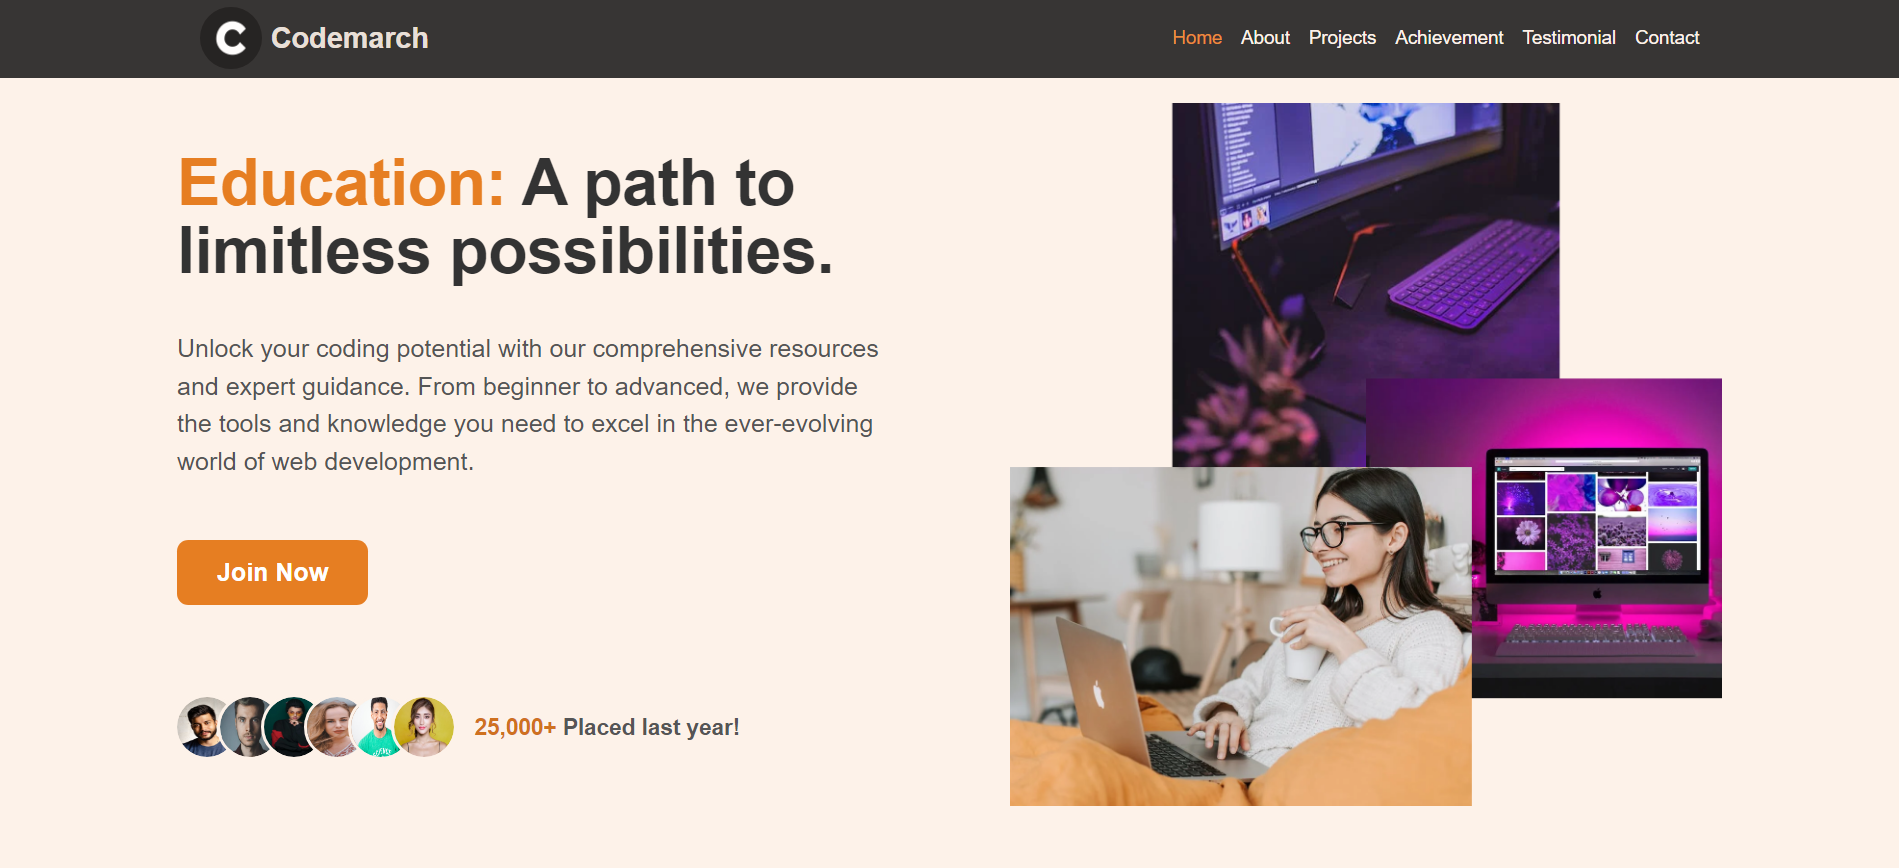 C Codemarch
Home About Projects Achievement Testimonial Contact
Education: A path to
limitless possibilities.
Unlock your coding potential with our comprehensive resources
and expert guidance. From beginner to advanced, we provide
the tools and knowledge you need to excel in the ever-evolving
world of web development.
Join Now
25,000+ Placed last year!